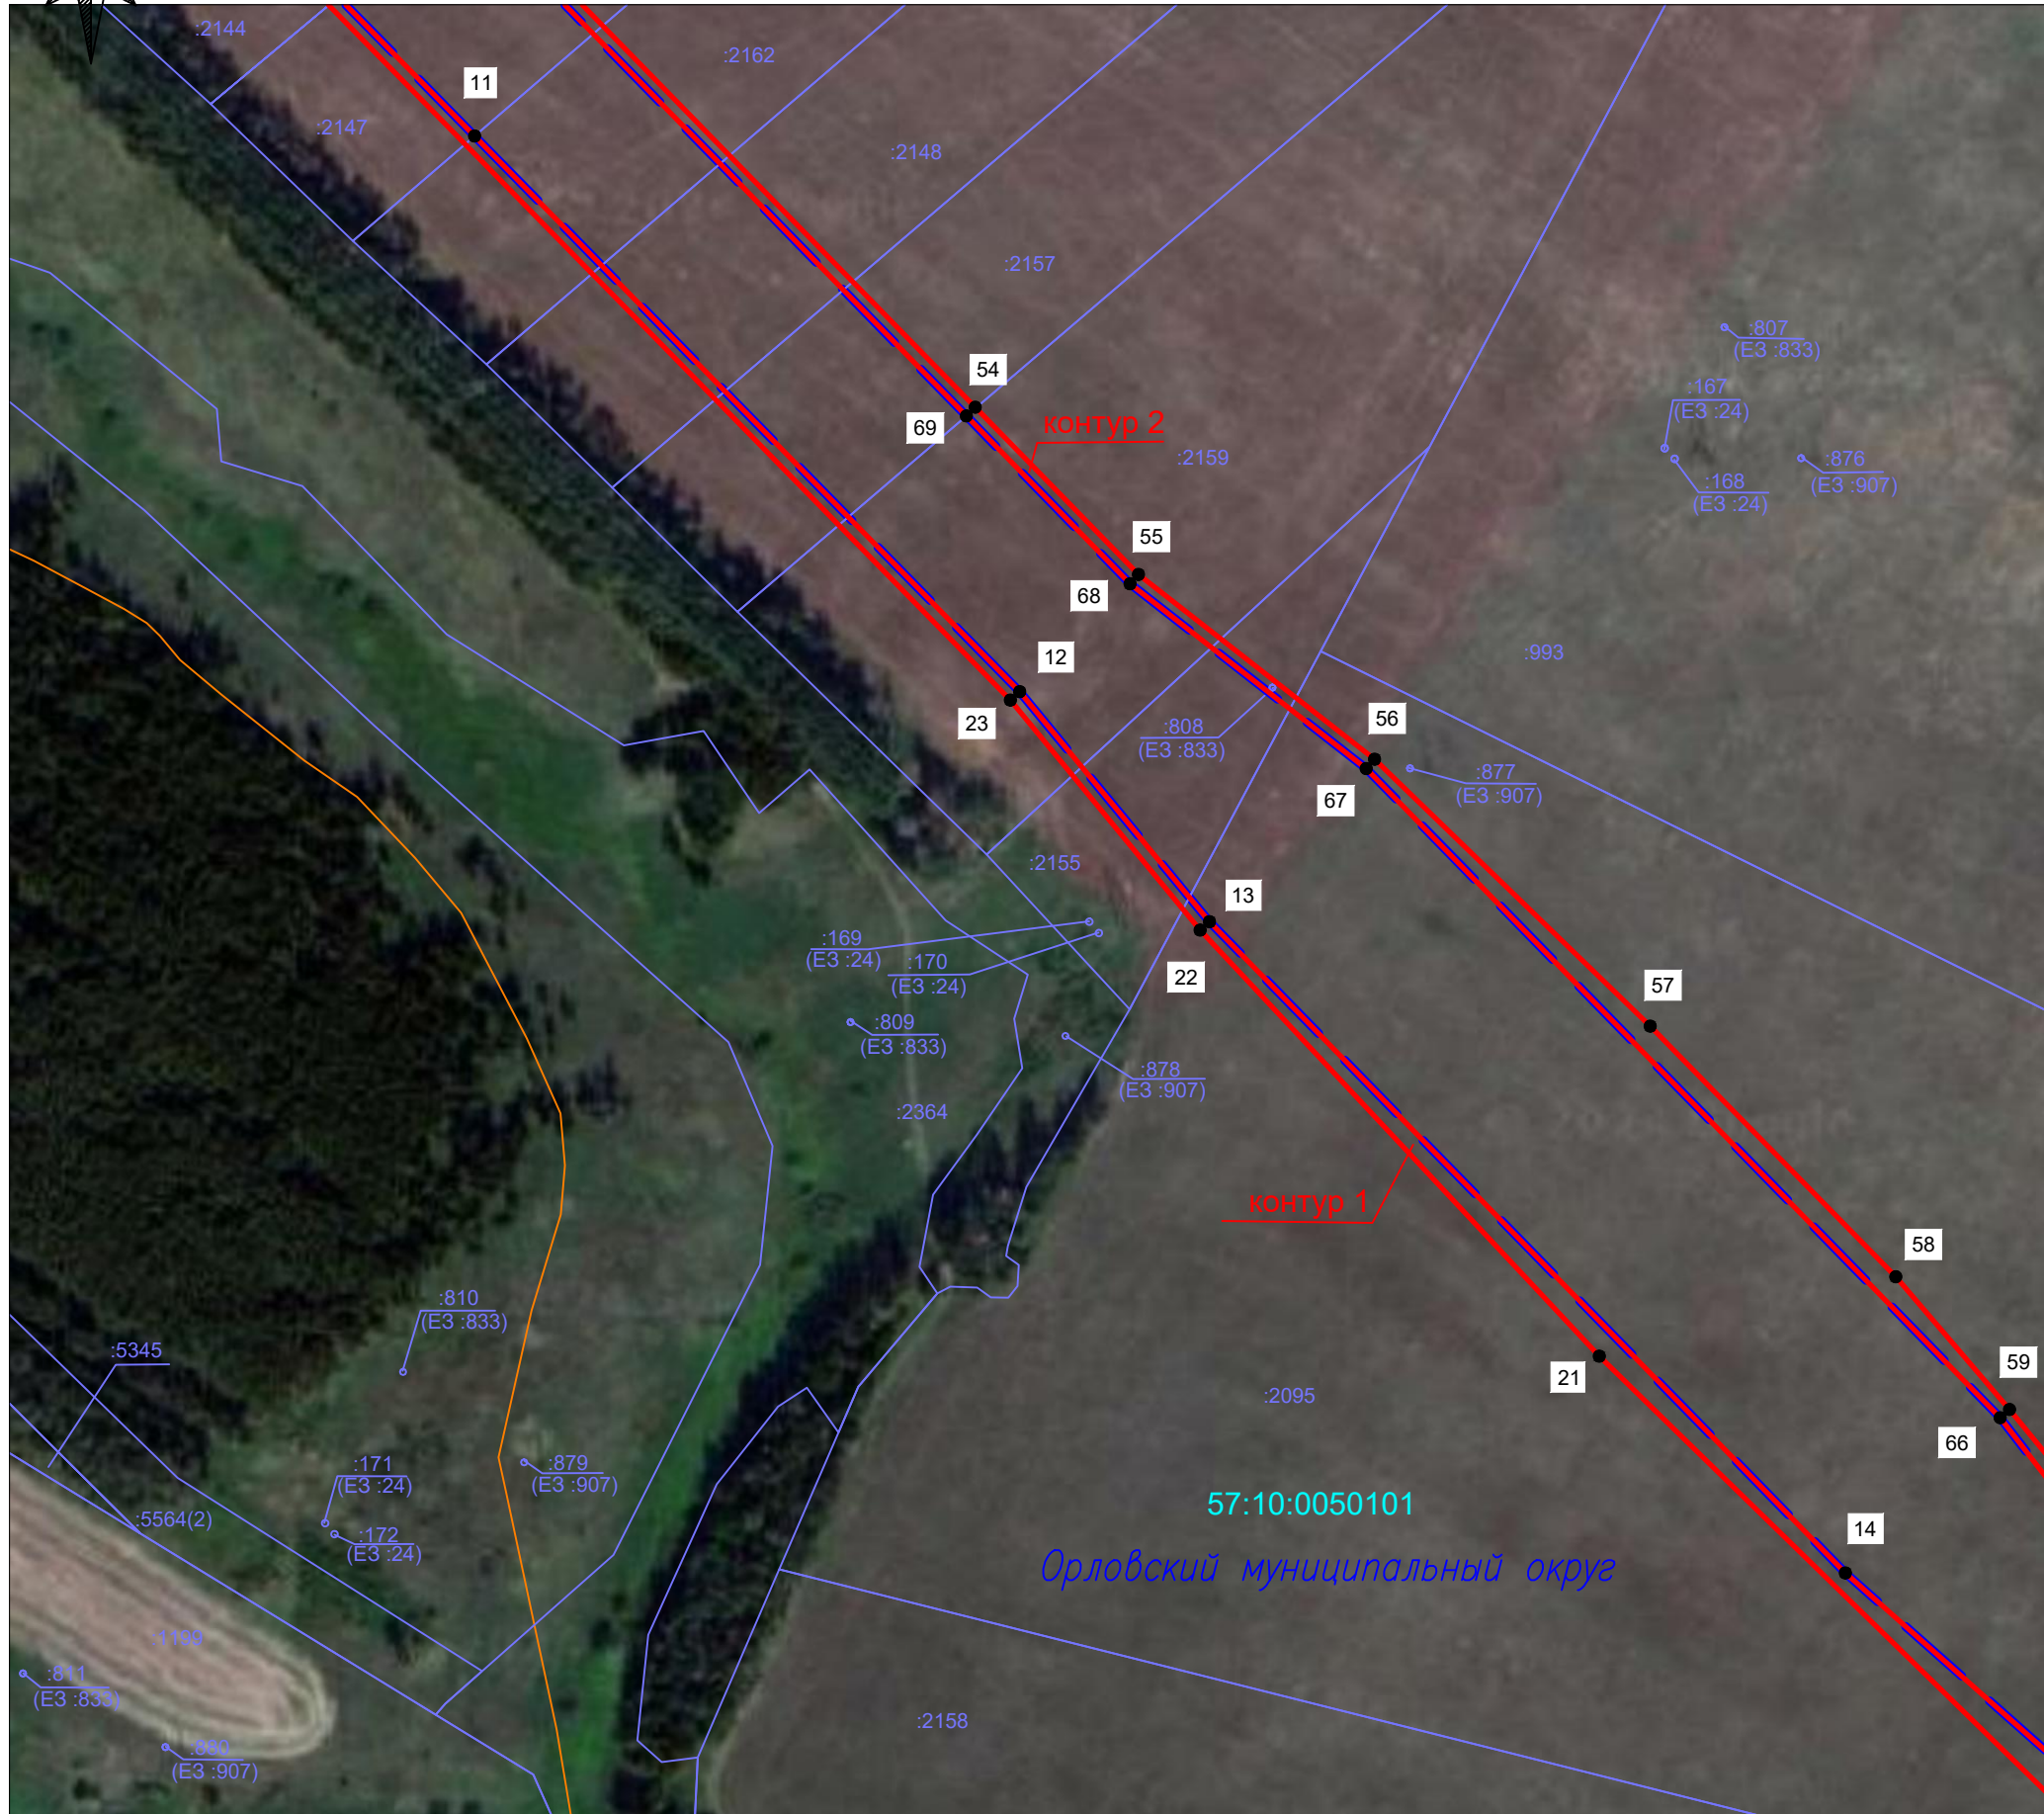 :2144
:2162
11
:2147
:2148
:2157
:807
(ЕЗ :833)
54
:167
(ЕЗ :24)
69
контур 2
:2159
:876
(ЕЗ :907)
:168
(ЕЗ :24)
55
68
12
:993
23
56
:808
(ЕЗ :833)
:877
(ЕЗ :907)
67
:2155
13
:169
(ЕЗ :24)
:170
(ЕЗ :24)
22
57
:809
(ЕЗ :833)
:878
(ЕЗ :907)
:2364
контур 1
58
:810
(ЕЗ :833)
:5345
59
21
:2095
66
:171
(ЕЗ :24)
:879
(ЕЗ :907)
57:10:0050101
:5564(2)
:172
(ЕЗ :24)
14
Орловский муниципальный округ
:1199
:811
(ЕЗ :833)
:2158
:880
(ЕЗ :907)